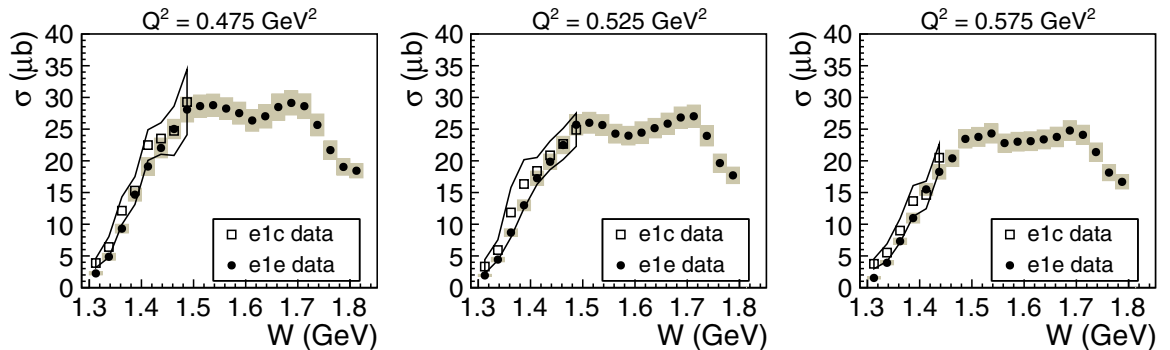 Q² = 0.475 GeV²
σ (μb)
40
35
30
25
20
15
10
5
0
e1c data
e1e data
1.3 1.4 1.5 1.6 1.7 1.8
W (GeV)
Q² = 0.525 GeV²
σ (μb)
40
35
30
25
20
15
10
5
0
e1c data
e1e data
1.3 1.4 1.5 1.6 1.7 1.8
W (GeV)
Q² = 0.575 GeV²
σ (μb)
40
35
30
25
20
15
10
5
0
e1c data
e1e data
1.3 1.4 1.5 1.6 1.7 1.8
W (GeV)